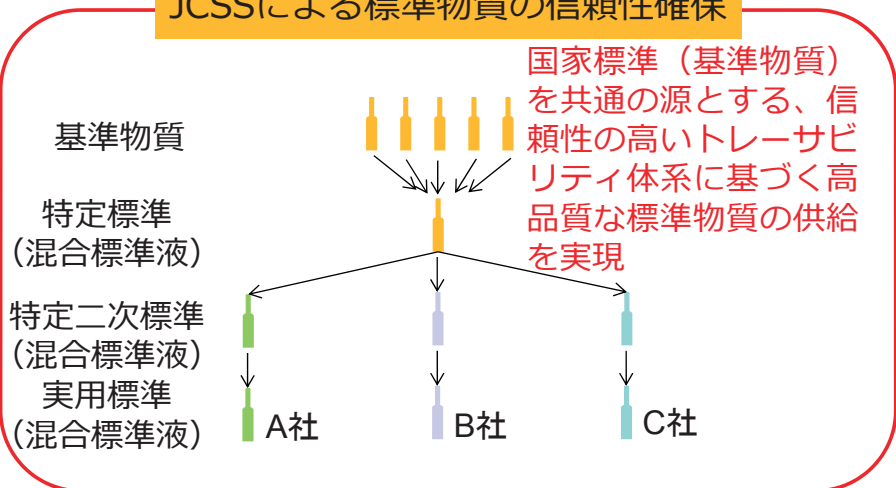 JCSSによる標準物質の信頼性確保
国家標準（基準物質）
を共通の源とする、信
頼性の高いトレーサビ
リティ体系に基づく高
品質な標準物質の供給
を実現
基準物質
特定標準
（混合標準液）
特定二次標準
（混合標準液）
実用標準
（混合標準液）
A社
B社
C社